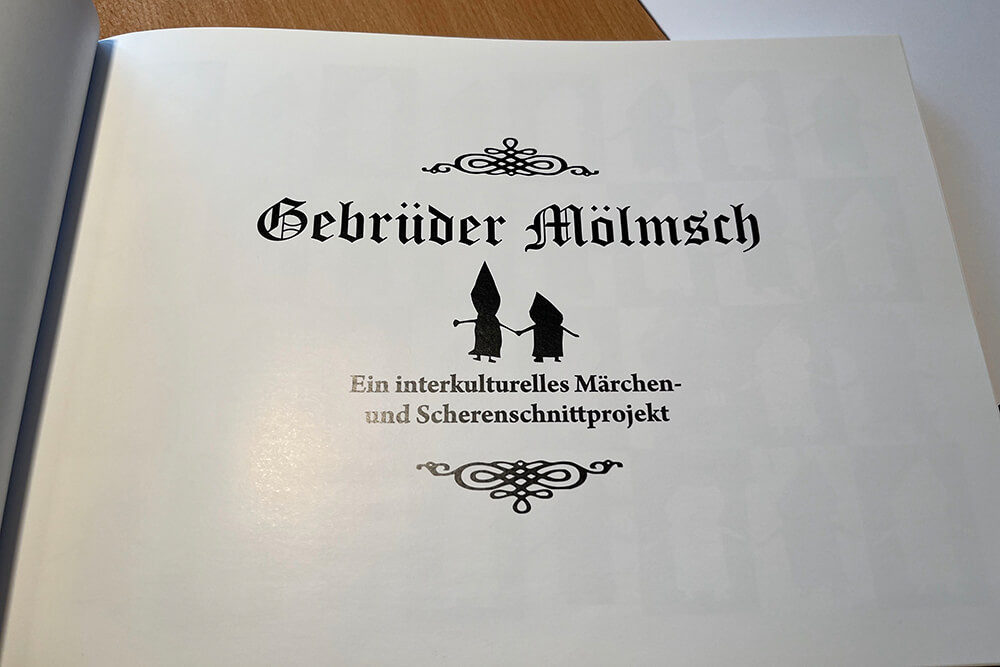 Gebrüder Mölmsch
Ein interkulturelles Märchen-
und Scherenschnittprojekt